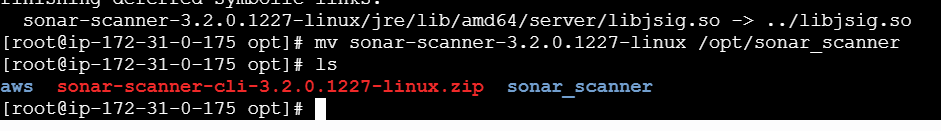 finishing deferred symbolic links:
sonar-scanner-3.2.0.1227-linux/jre/lib/amd64/server/libjsig.so -> ../libjsig.so
[root@ip-172-31-0-175 opt]# mv sonar-scanner-3.2.0.1227-linux /opt/sonar_scanner
[root@ip-172-31-0-175 opt]# ls
aws  sonar-scanner-cli-3.2.0.1227-linux.zip  sonar_scanner
[root@ip-172-31-0-175 opt]#